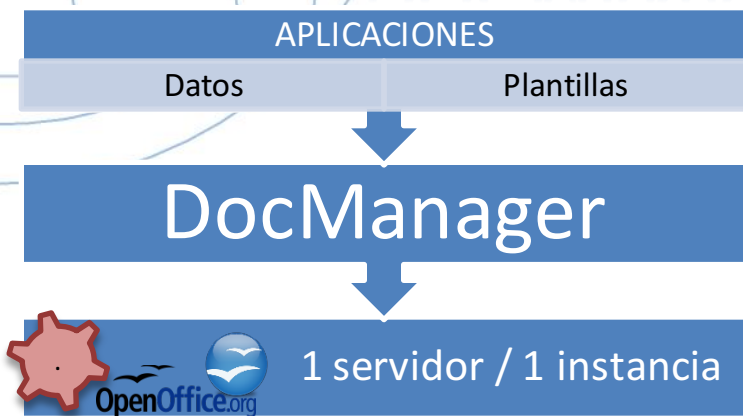 APLICACIONES
Datos Plantillas
DocManager
1 servidor / 1 instancia
OpenOffice.org